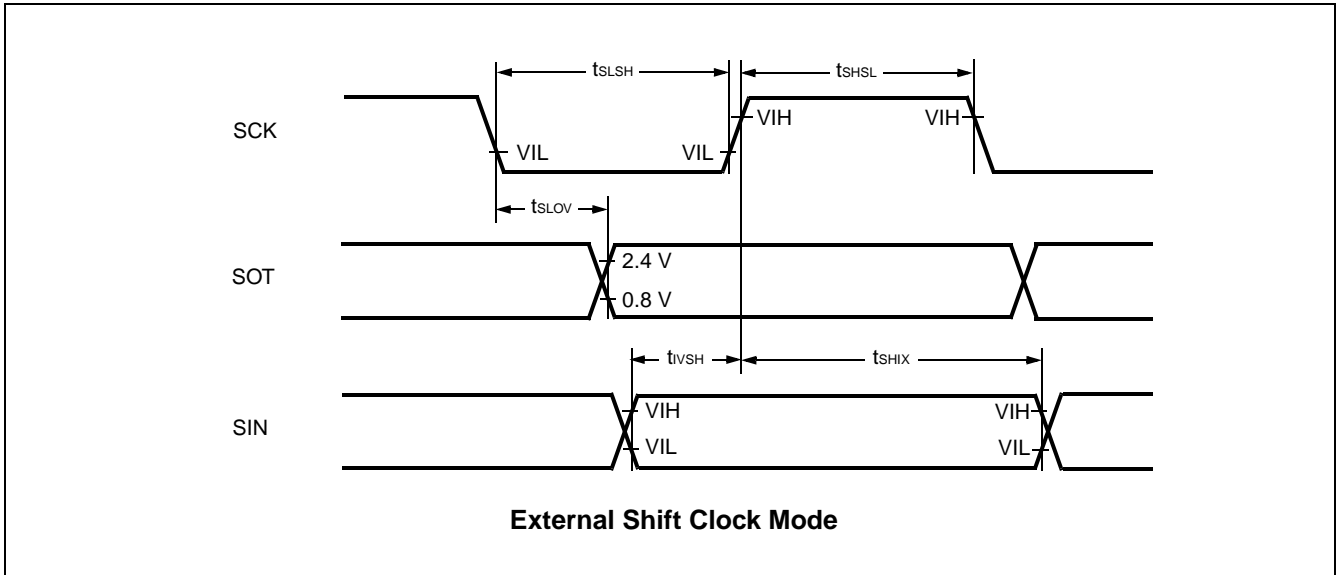 tSLSH
tSHSL
SCK
VIH
VIH
VIL
VIL
tSLOV
SOT
2.4 V
0.8 V
tIVSH
tSHIX
SIN
VIH
VIH
VIL
VIL
External Shift Clock Mode